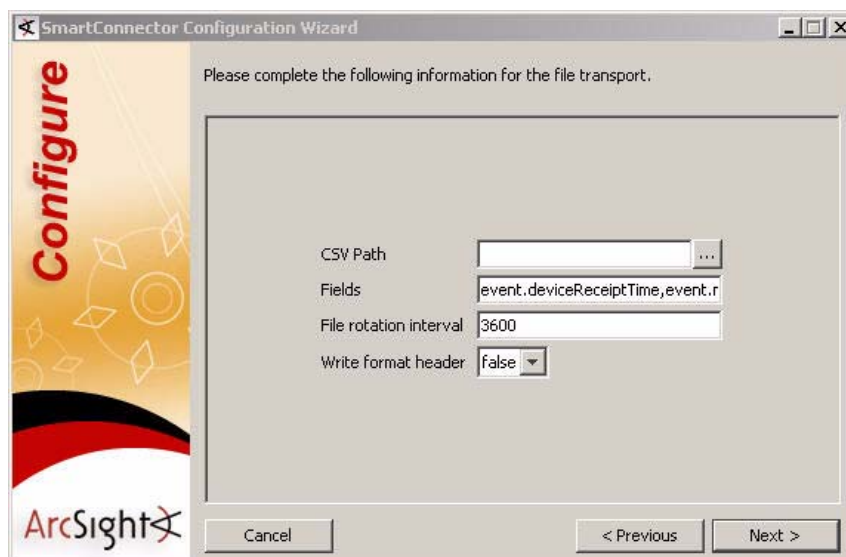 SmartConnector Configuration Wizard
Configure
Please complete the following information for the file transport.
CSV Path ...
Fields event.deviceReceiptTime,event.r
File rotation interval 3600
Write format header false
ArcSight
Cancel < Previous Next >